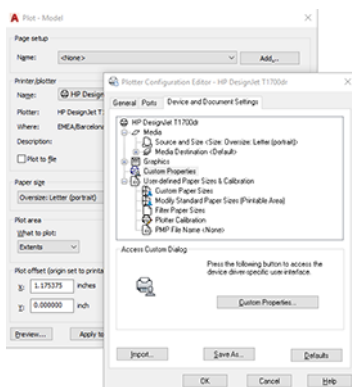 Plot - Model
Page setup
Name: <None> Add...
Printer/plotter
Name: HP Design
Plotter: HP DesignJet T1
Where: EMEA/Barcelon
Description:
Plot to file
Paper size
Oversize: Letter (portrait)
Plot area
What to plot:
Extents
Plot offset (origin set to printa
X: 1.175375 inches
Y: 0.000000 inch
Preview... Apply to
Plotter Configuration Editor - HP DesignJet T1700dr
General Ports Device and Document Settings
HP DesignJet T1700dr
Media
Source and Size <Size: Oversize: Letter (portrait)>
Media Destination <Default>
Graphics
Custom Properties
User-defined Paper Sizes & Calibration
Custom Paper Sizes
Modify Standard Paper Sizes (Printable Area)
Filter Paper Sizes
Plotter Calibration
PMP File Name <None>
Access Custom Dialog
Press the following button to access the
device driver-specific user interface.
Custom Properties...
Import... Save As... Defaults
OK Cancel Help